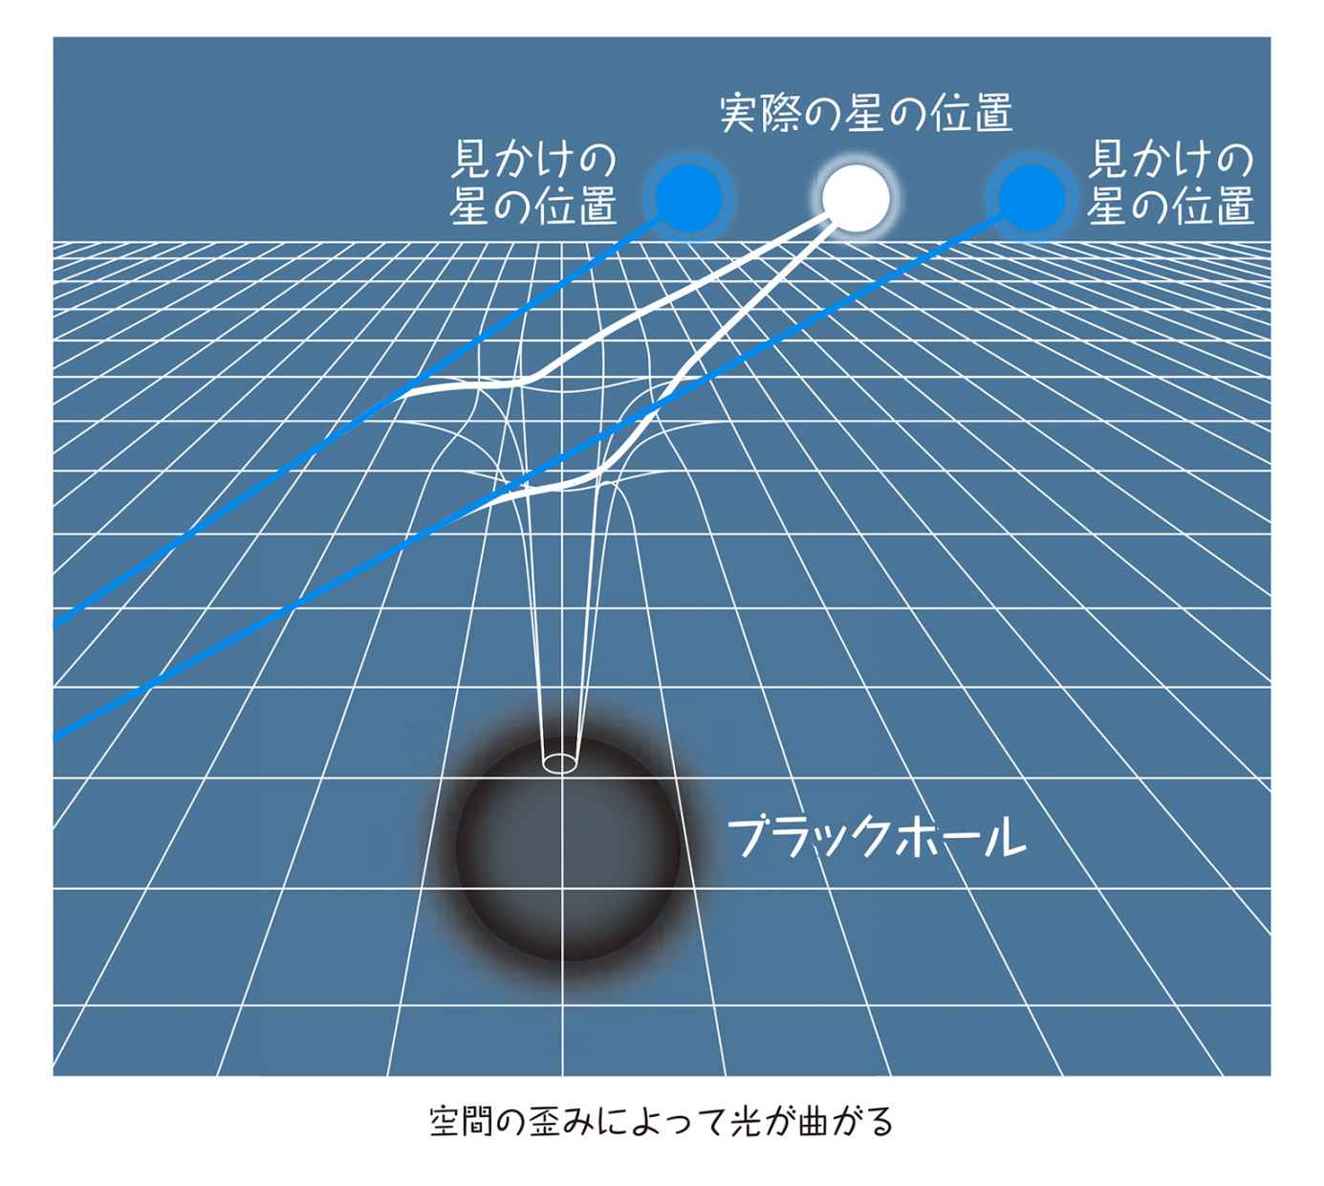 実際の星の位置
見かけの
星の位置
見かけの
星の位置
ブラックホール
空間の歪みによって光が曲がる